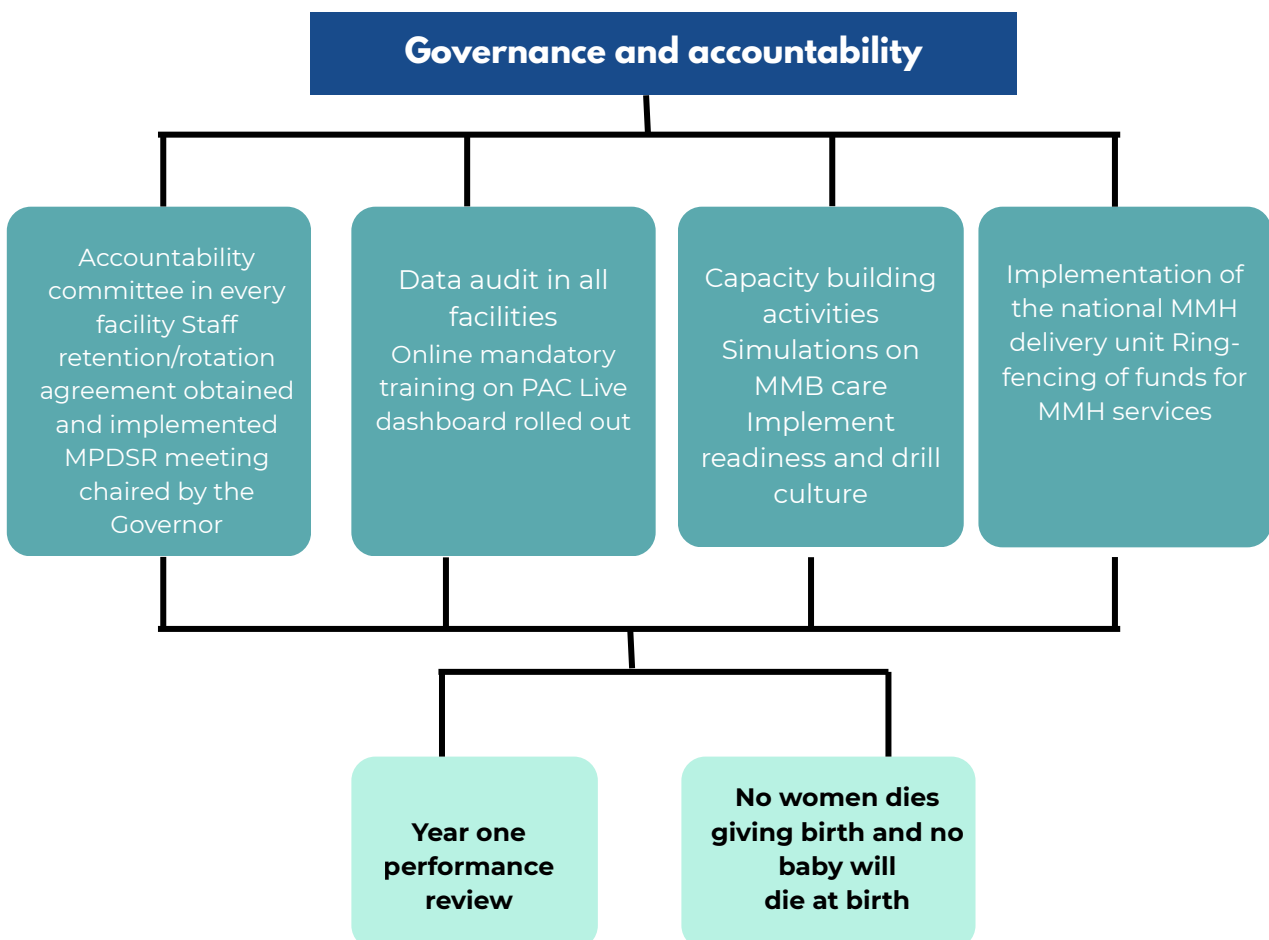 Governance and accountability
Accountability
committee in every
facility Staff
retention/rotation
agreement obtained
and implemented
MPDSR meeting
chaired by the
Governor
Data audit in all
facilities
Online mandatory
training on PAC Live
dashboard rolled out
Capacity building
activities
Simulations on
MMB care
Implement
readiness and drill
culture
Implementation of
the national MMH
delivery unit Ring-
fencing of funds for
MMH services
Year one
performance
review
No women dies
giving birth and no
baby will
die at birth